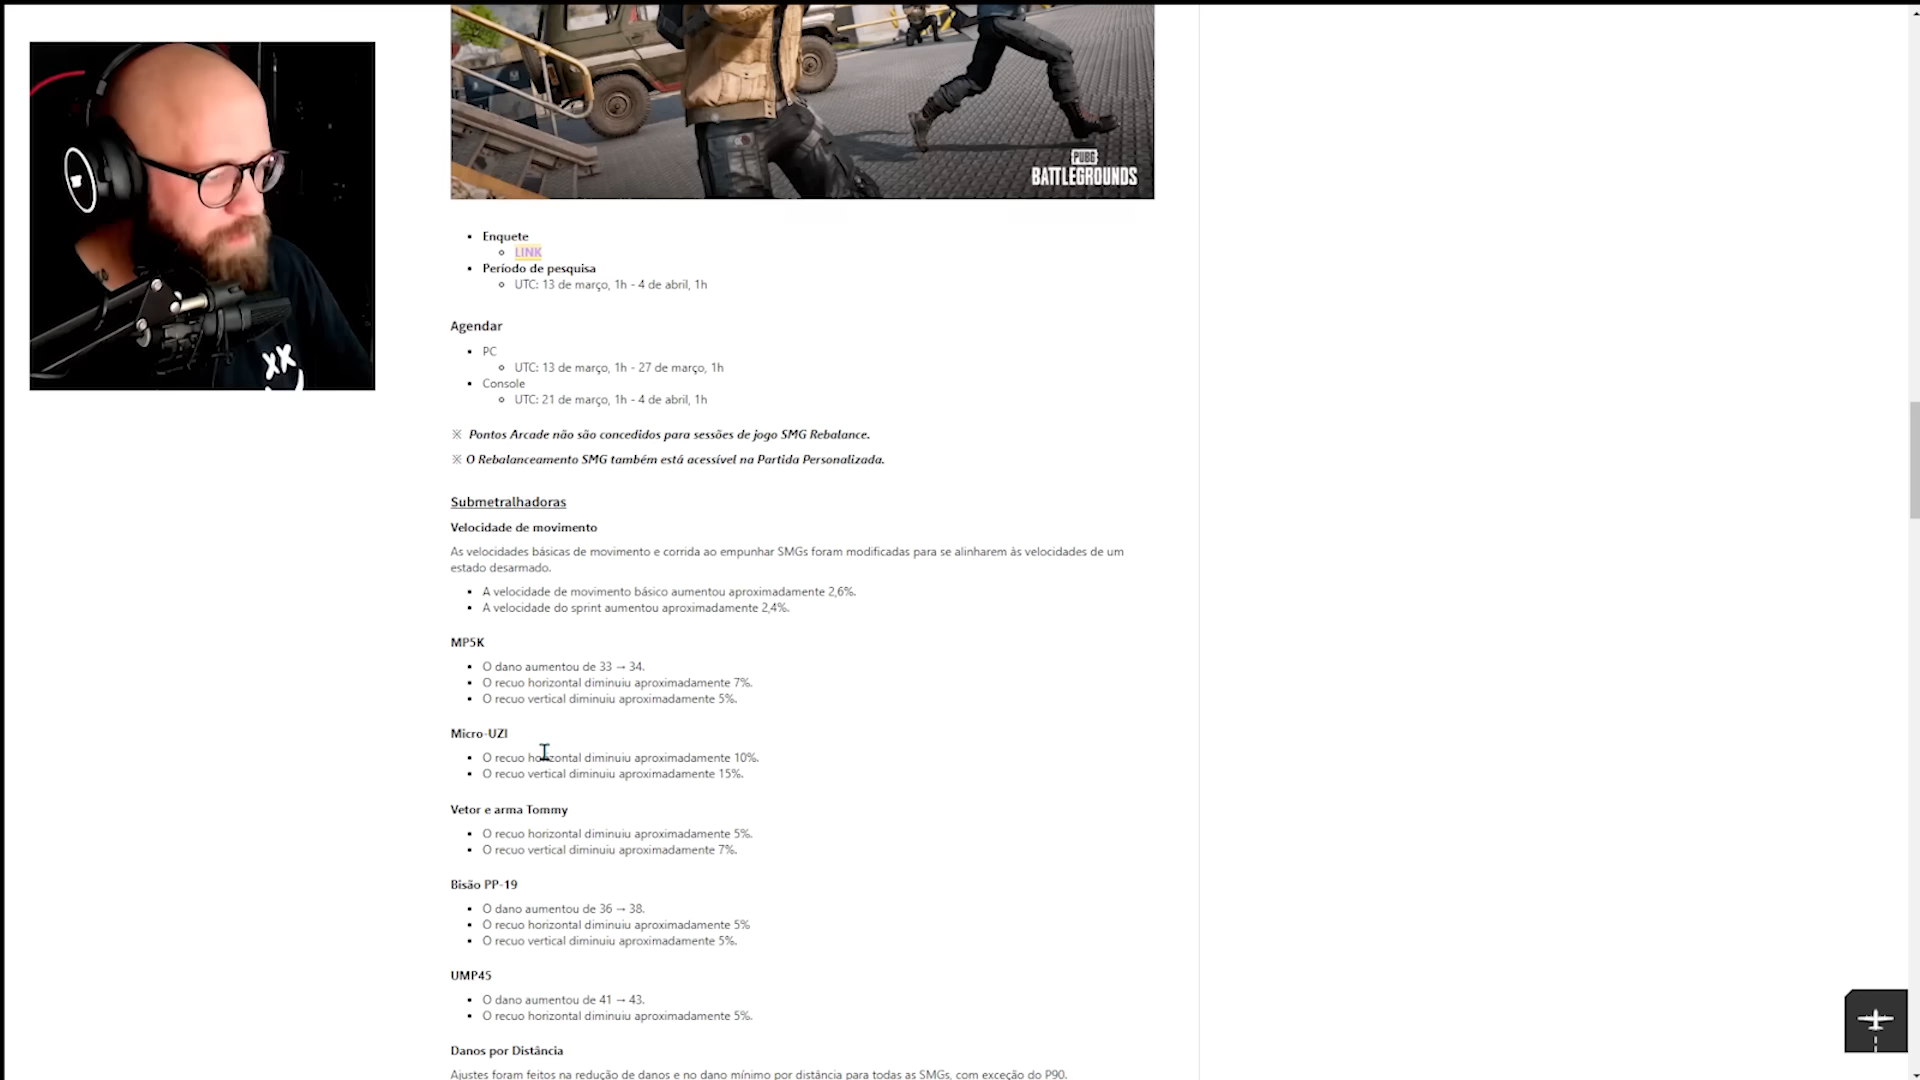 PUBG
BATTLEGROUNDS
• Enquete
◦ LINK
• Período de pesquisa
◦ UTC: 13 de março, 1h - 4 de abril, 1h
Agendar
• PC
◦ UTC: 13 de março, 1h - 27 de março, 1h
• Console
◦ UTC: 21 de março, 1h - 4 de abril, 1h
※ Pontos Arcade não são concedidos para sessões de jogo SMG Rebalance.
※ O Rebalanceamento SMG também está acessível na Partida Personalizada.
Submetralhadoras
Velocidade de movimento
As velocidades básicas de movimento e corrida ao empunhar SMGs foram modificadas para se alinharem às velocidades de um
estado desarmado.
• A velocidade de movimento básico aumentou aproximadamente 2,6%.
• A velocidade do sprint aumentou aproximadamente 2,4%.
MP5K
• O dano aumentou de 33 → 34.
• O recuo horizontal diminuiu aproximadamente 7%.
• O recuo vertical diminuiu aproximadamente 5%.
Micro-UZI
• O recuo horizontal diminuiu aproximadamente 10%.
• O recuo vertical diminuiu aproximadamente 15%.
Vetor e arma Tommy
• O recuo horizontal diminuiu aproximadamente 5%.
• O recuo vertical diminuiu aproximadamente 7%.
Bisão PP-19
• O dano aumentou de 36 → 38.
• O recuo horizontal diminuiu aproximadamente 5%
• O recuo vertical diminuiu aproximadamente 5%.
UMP45
• O dano aumentou de 41 → 43.
• O recuo horizontal diminuiu aproximadamente 5%.
Danos por Distância
Ajustes foram feitos na redução de danos e no dano mínimo por distância para todas as SMGs, com exceção do P90.